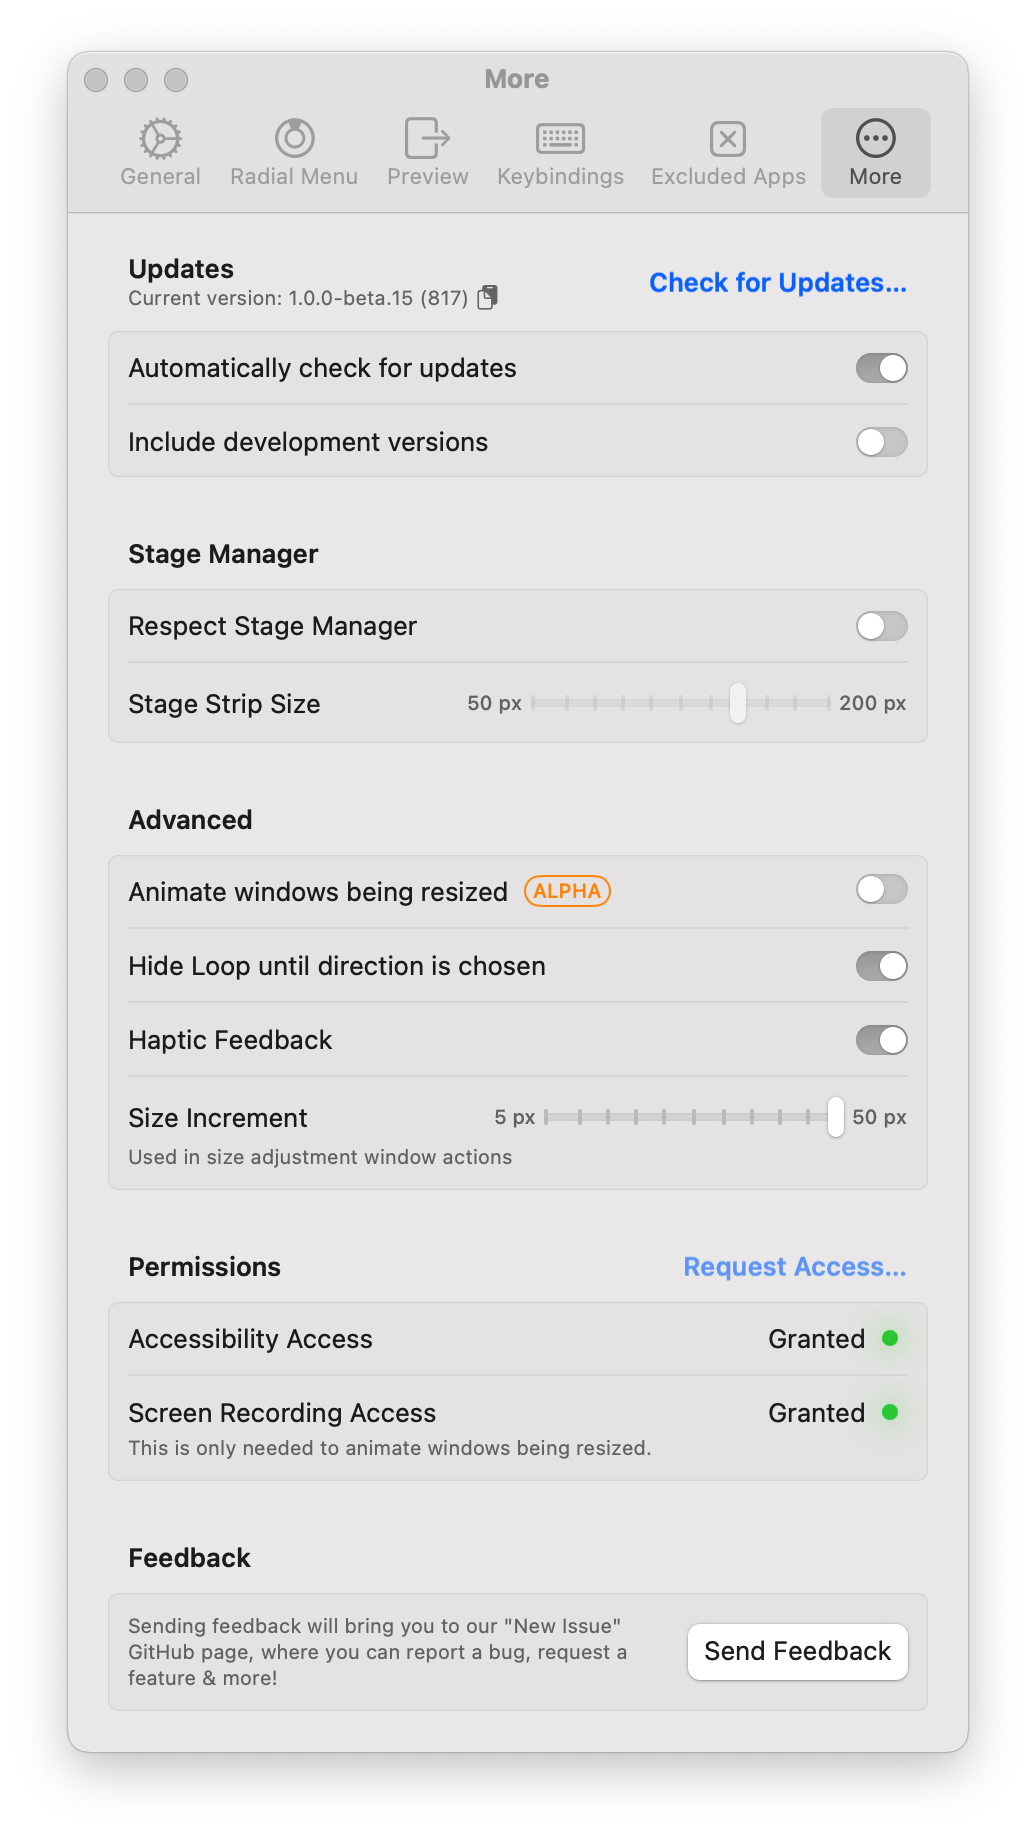 More
General
Radial Menu
Preview
Keybindings
Excluded Apps
More
Updates
Current version: 1.0.0-beta.15 (817)
Check for Updates...
Automatically check for updates
Include development versions
Stage Manager
Respect Stage Manager
Stage Strip Size
50 px
200 px
Advanced
Animate windows being resized
ALPHA
Hide Loop until direction is chosen
Haptic Feedback
Size Increment
5 px
50 px
Used in size adjustment window actions
Permissions
Request Access...
Accessibility Access
Granted
Screen Recording Access
Granted
This is only needed to animate windows being resized.
Feedback
Sending feedback will bring you to our "New Issue"
GitHub page, where you can report a bug, request a
feature & more!
Send Feedback